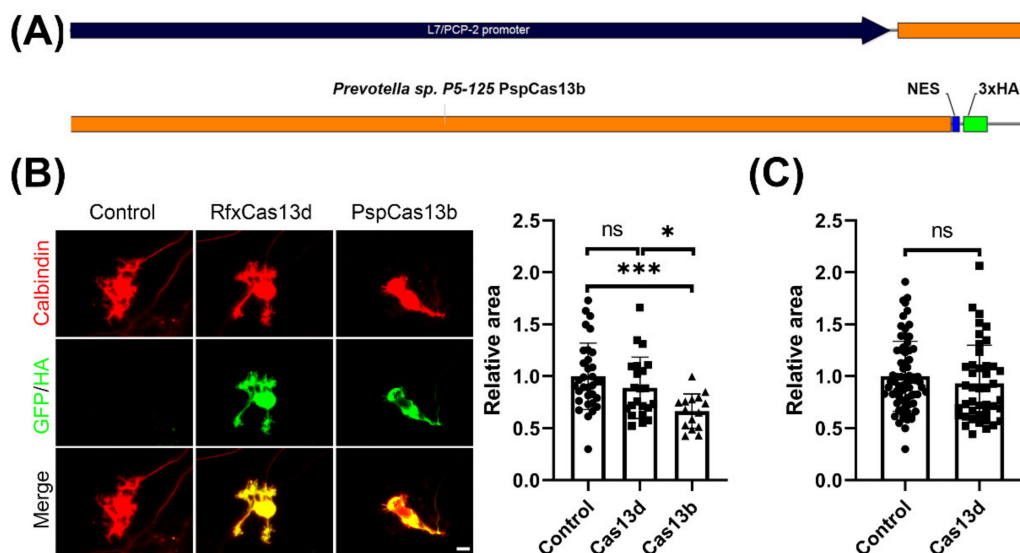 (A)
L7/PCP-2 promoter
Prevotella sp. P5-125 PspCas13b
NES
3xHA
(B)
Control
RfxCas13d
PspCas13b
Calbindin
GFP/HA
Merge
Relative area
2.5
2.0
1.5
1.0
0.5
0.0
ns
*
***
Control
Cas13d
Cas13b
(C)
Relative area
2.5
2.0
1.5
1.0
0.5
0.0
ns
Control
Cas13d